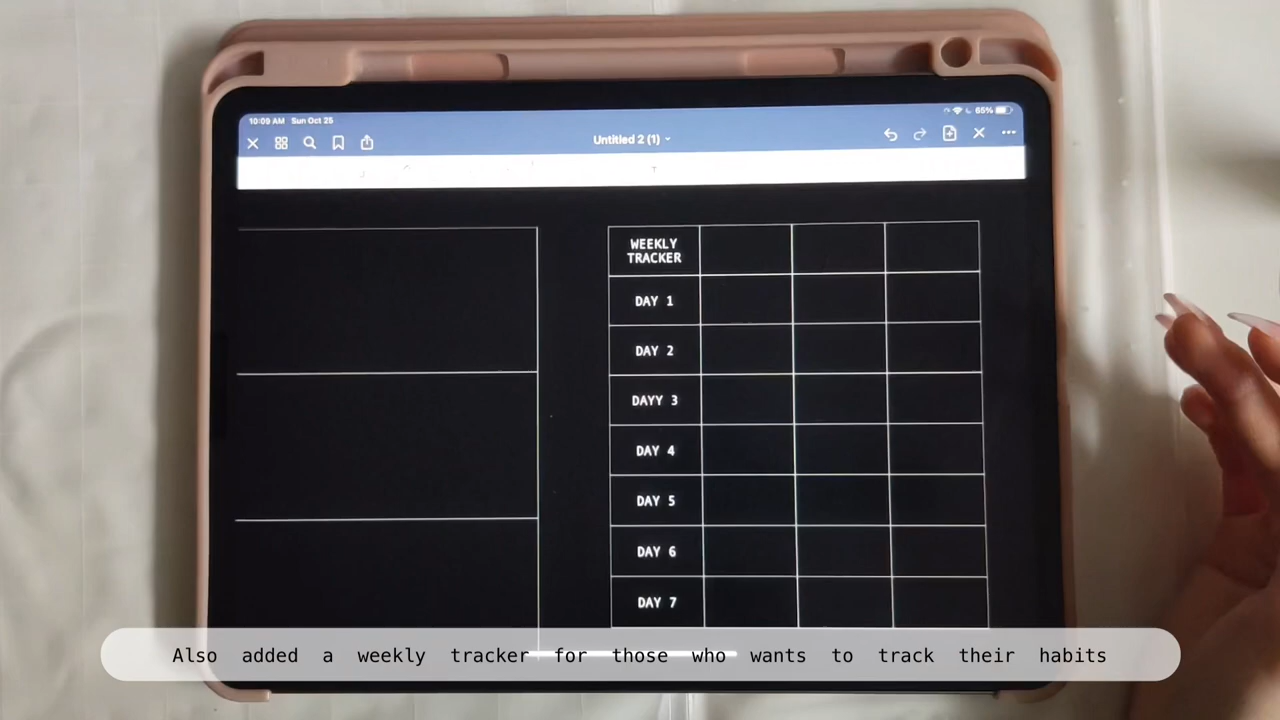 10:09 AM Sun Oct 25
65%
Untitled 2 (1)
WEEKLY
TRACKER
DAY 1
DAY 2
DAYY 3
DAY 4
DAY 5
DAY 6
DAY 7
Also added a weekly tracker for those who wants to track their habits